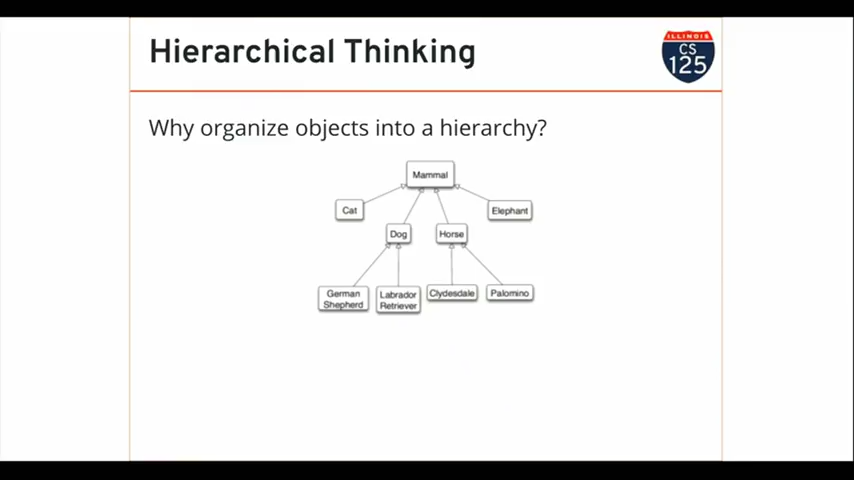 Hierarchical Thinking
ILLINOIS
CS
125
Why organize objects into a hierarchy?
Mammal
Cat
Elephant
Dog
Horse
German
Shepherd
Labrador
Retriever
Clydesdale
Palomino